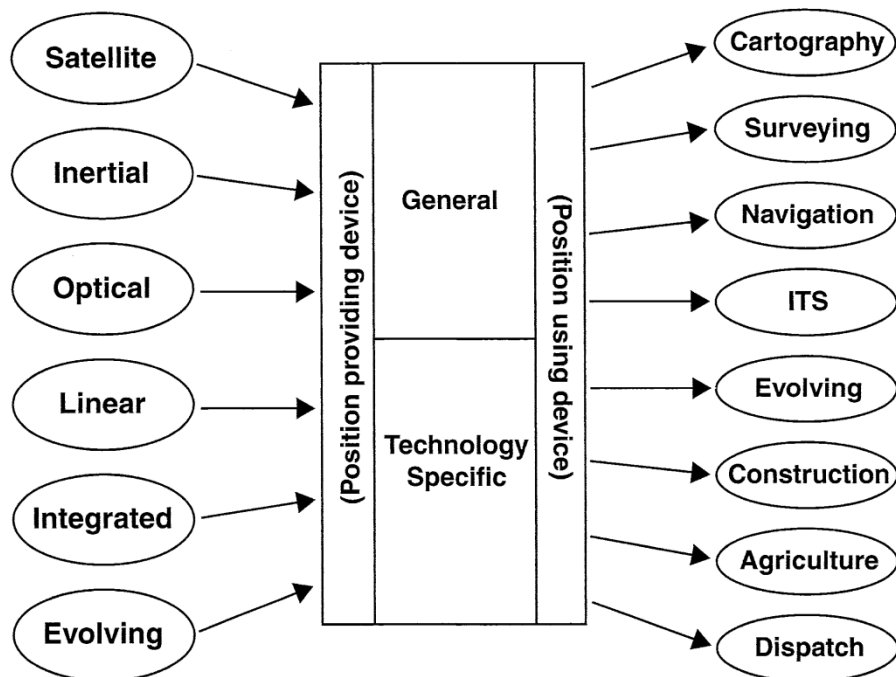 Satellite
Inertial
Optical
Linear
Integrated
Evolving
(Position providing device)
General
Technology
Specific
(Position using device)
Cartography
Surveying
Navigation
ITS
Evolving
Construction
Agriculture
Dispatch